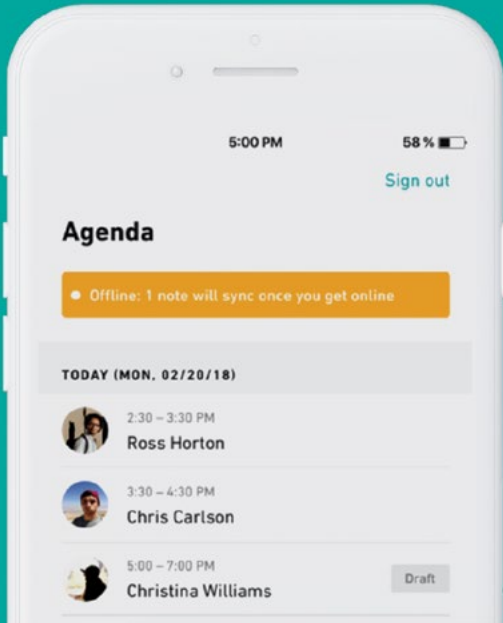 5:00 PM 58%
Sign out
Agenda
Offline: 1 note will sync once you get online
TODAY (MON, 02/20/18)
2:30 – 3:30 PM
Ross Horton
3:30 – 4:30 PM
Chris Carlson
5:00 – 7:00 PM
Christina Williams
Draft